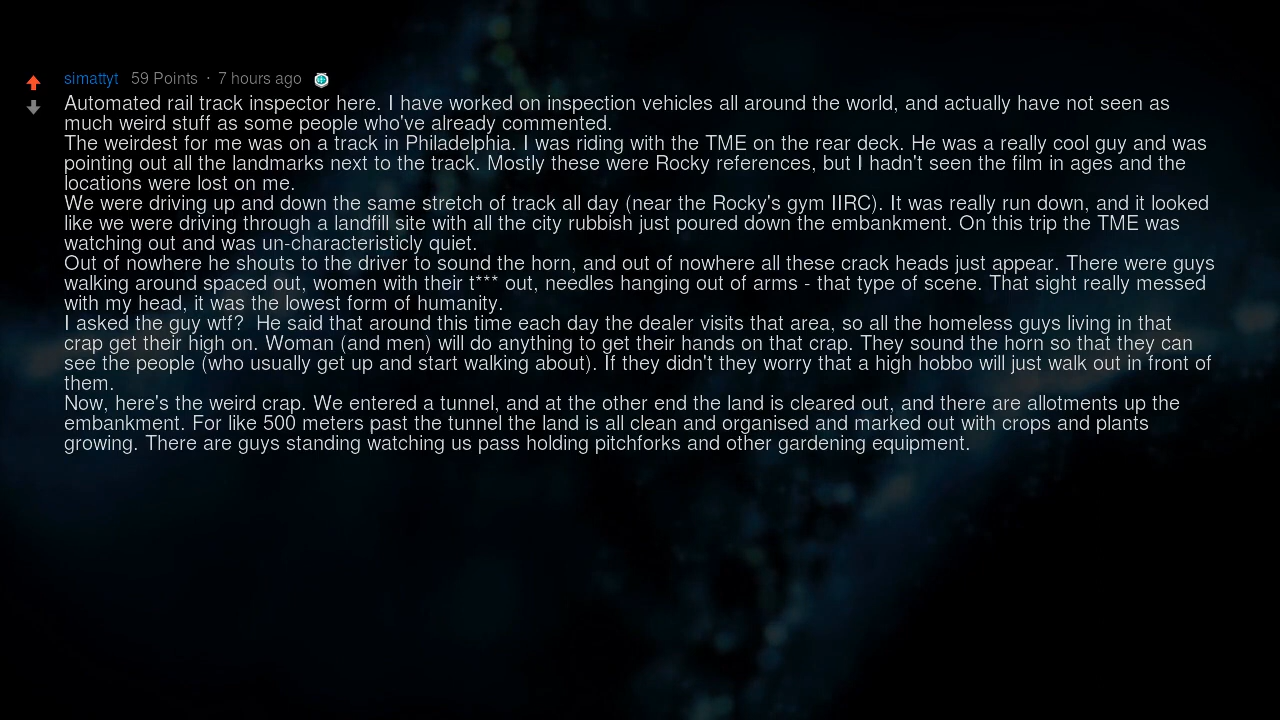 simattyt 59 Points · 7 hours ago
Automated rail track inspector here. I have worked on inspection vehicles all around the world, and actually have not seen as
much weird stuff as some people who've already commented.
The weirdest for me was on a track in Philadelphia. I was riding with the TME on the rear deck. He was a really cool guy and was
pointing out all the landmarks next to the track. Mostly these were Rocky references, but I hadn't seen the film in ages and the
locations were lost on me.
We were driving up and down the same stretch of track all day (near the Rocky's gym IIRC). It was really run down, and it looked
like we were driving through a landfill site with all the city rubbish just poured down the embankment. On this trip the TME was
watching out and was un-characteristicly quiet.
Out of nowhere he shouts to the driver to sound the horn, and out of nowhere all these crack heads just appear. There were guys
walking around spaced out, women with their t*** out, needles hanging out of arms - that type of scene. That sight really messed
with my head, it was the lowest form of humanity.
I asked the guy wtf?  He said that around this time each day the dealer visits that area, so all the homeless guys living in that
crap get their high on. Woman (and men) will do anything to get their hands on that crap. They sound the horn so that they can
see the people (who usually get up and start walking about). If they didn't they worry that a high hobbo will just walk out in front of
them.
Now, here's the weird crap. We entered a tunnel, and at the other end the land is cleared out, and there are allotments up the
embankment. For like 500 meters past the tunnel the land is all clean and organised and marked out with crops and plants
growing. There are guys standing watching us pass holding pitchforks and other gardening equipment.